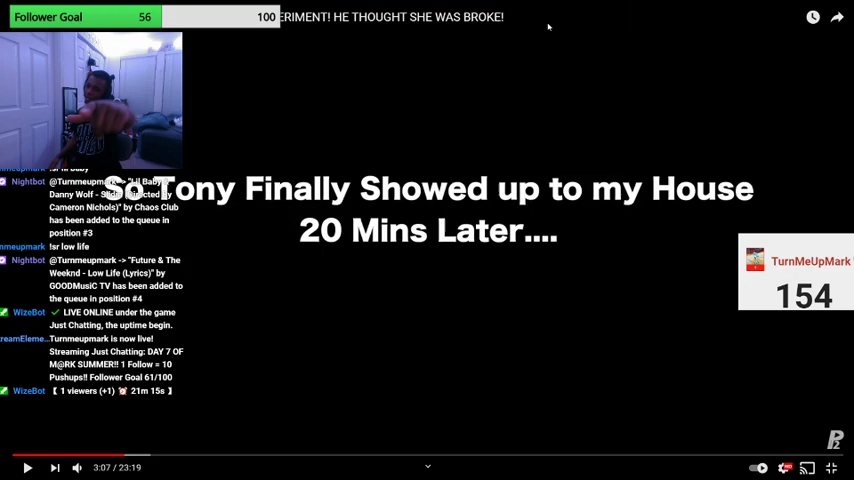 Follower Goal 56 100
ERIMENT! HE THOUGHT SHE WAS BROKE!
Nightbot @Turnmeupmark -> "Lil Baby x
Danny Wolf -
Cameron Nichols)" by Chaos Club
has been added to the queue in
position #3
nmeupmark !sr low life
Nightbot @Turnmeupmark -> "Future & The
Weeknd - Low Life (Lyrics)" by
GOODMusiC TV has been added to
the queue in position #4
WizeBot ✓ LIVE ONLINE under the game
Just Chatting, the uptime begin.
reamEleme... Turnmeupmark is now live!
Streaming Just Chatting: DAY 7 OF
M@RK SUMMER!! 1 Follow = 10
Pushups!! Follower Goal 61/100
WizeBot 【 1 viewers (+1) ⏰ 21m 15s 】
So Tony Finally Showed up to my House
20 Mins Later....
TurnMeUpMark
154
P2
3:07 / 23:19
HD